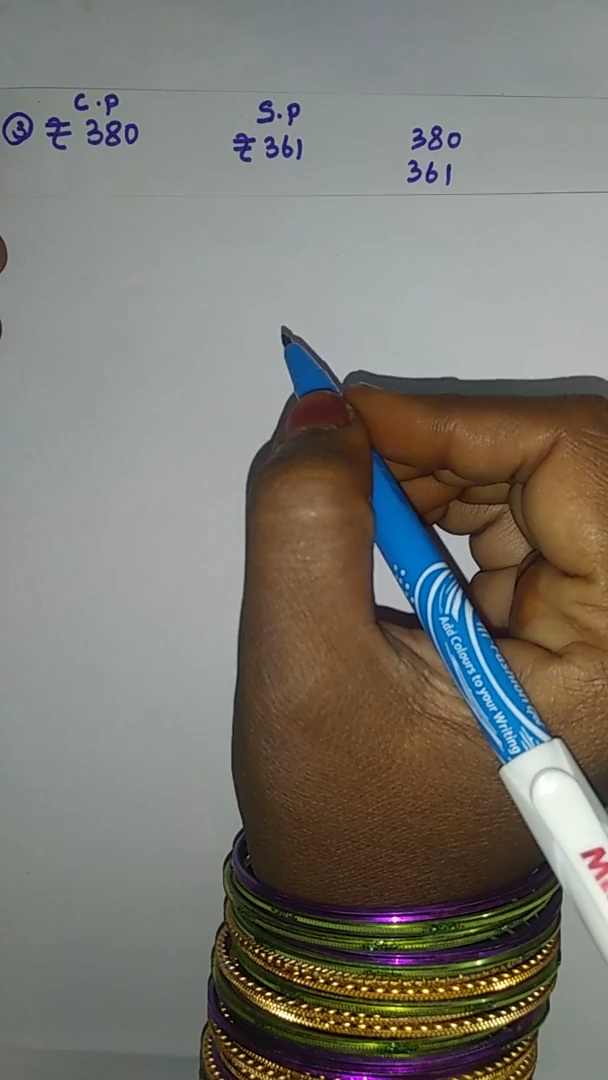 C.P
S.P
③ ₹ 380
₹ 361
380
361
Add Colours to your Writing